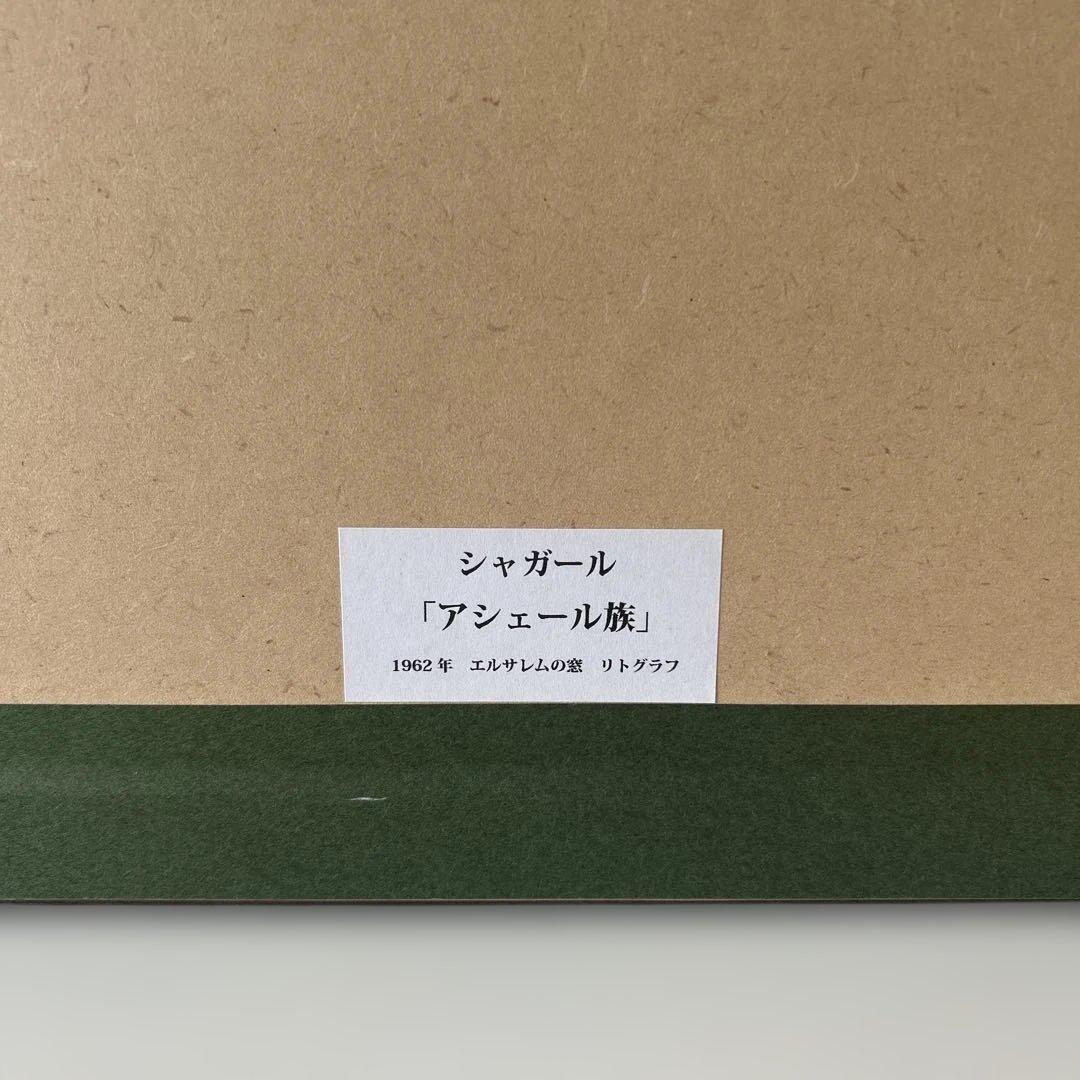 シャガール
「アシェール族」
1962年　エルサレムの窓　リトグラフ